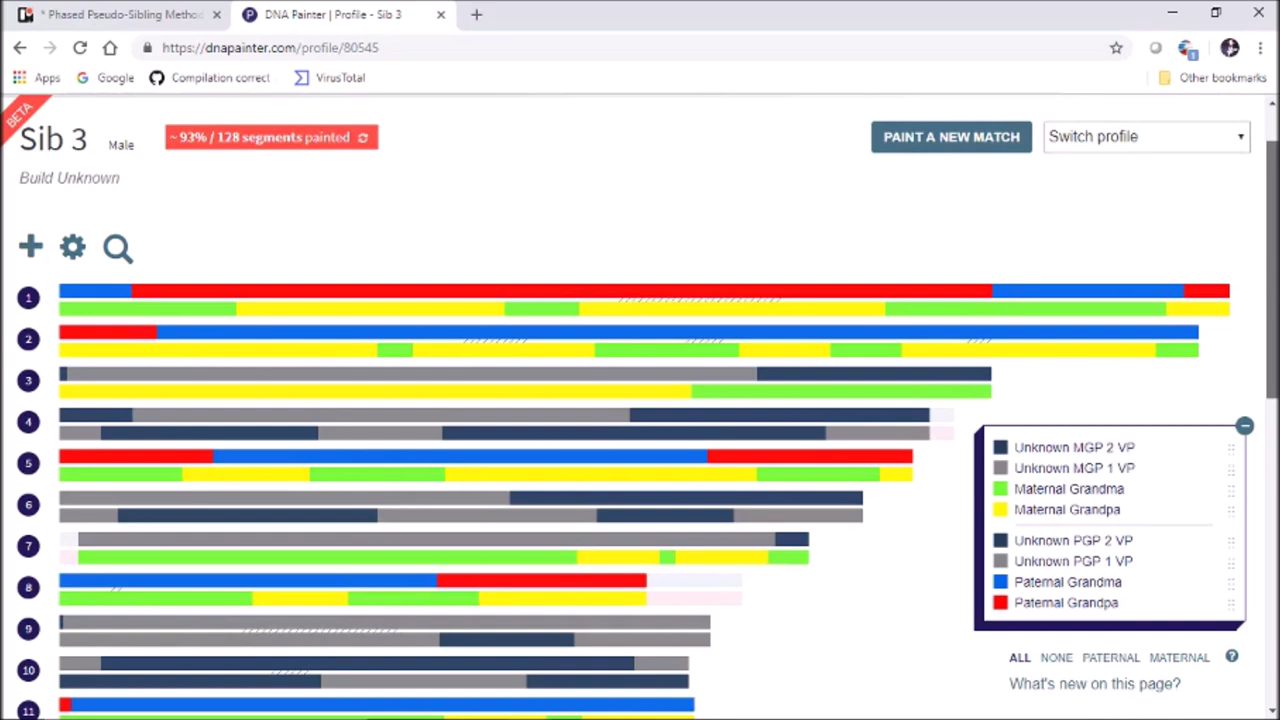 * Phased Pseudo-Sibling Metho
DNA Painter | Profile - Sib 3
https://dnapainter.com/profile/80545
Apps Google Compilation correct VirusTotal Other bookmarks
BETA
Sib 3 Male ~ 93% / 128 segments painted PAINT A NEW MATCH Switch profile
Build Unknown
1
2
3
4
5
6
7
8
9
10
11
Unknown MGP 2 VP
Unknown MGP 1 VP
Maternal Grandma
Maternal Grandpa
Unknown PGP 2 VP
Unknown PGP 1 VP
Paternal Grandma
Paternal Grandpa
ALL NONE PATERNAL MATERNAL ?
What's new on this page?